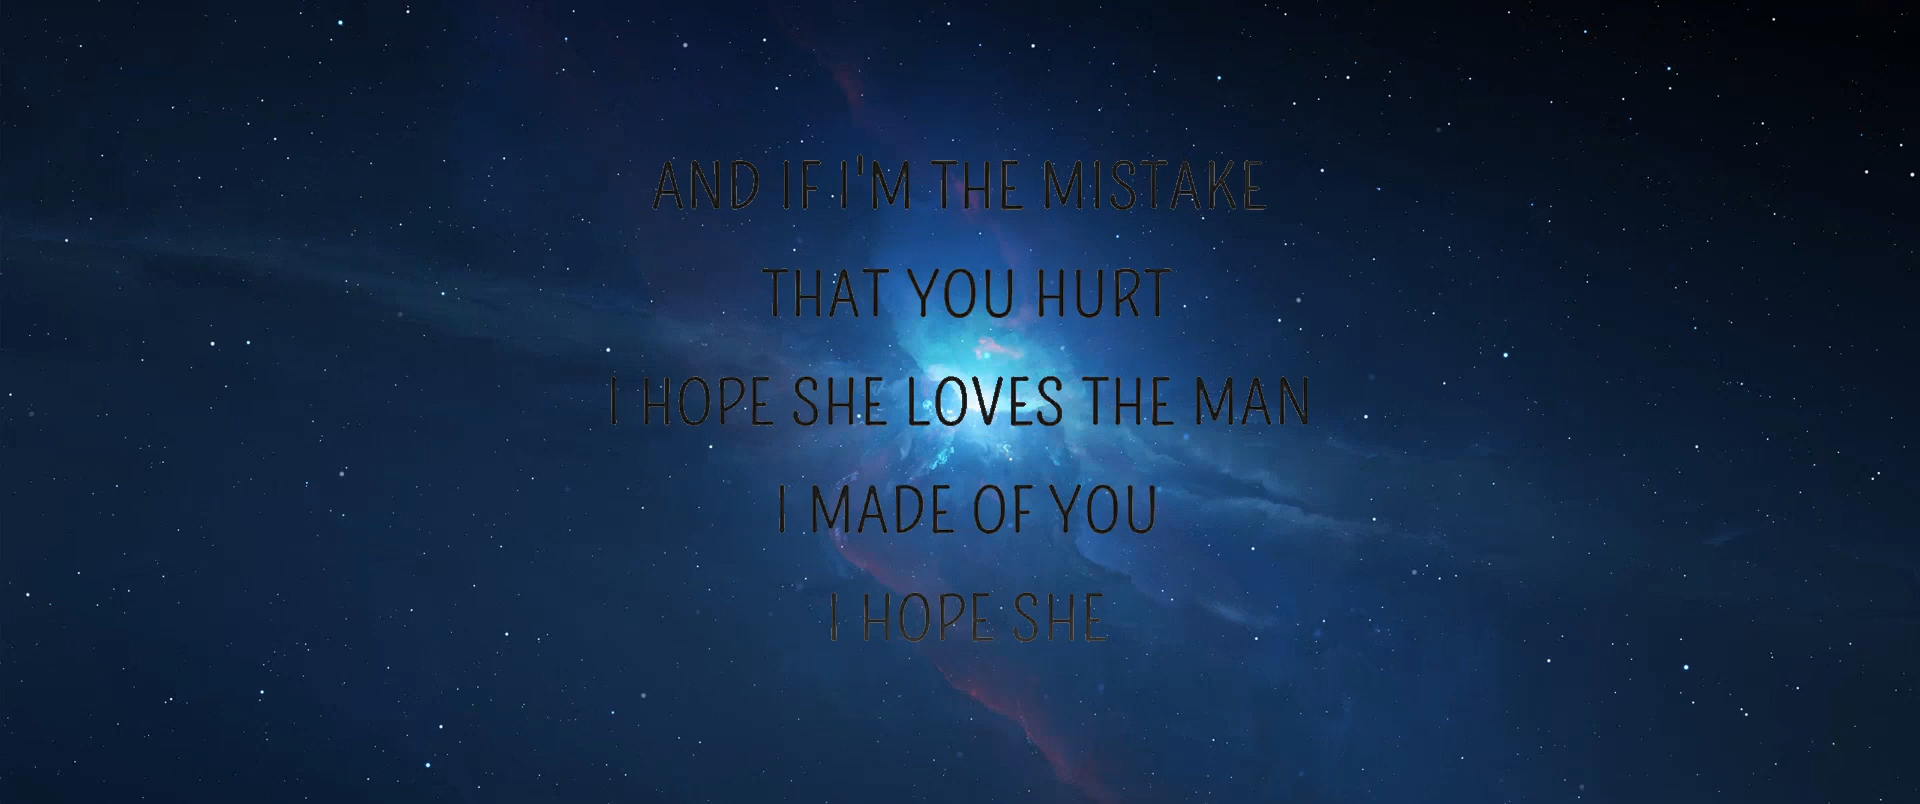 AND IF I'M THE MISTAKE
THAT YOU HURT
I HOPE SHE LOVES THE MAN
I MADE OF YOU
I HOPE SHE